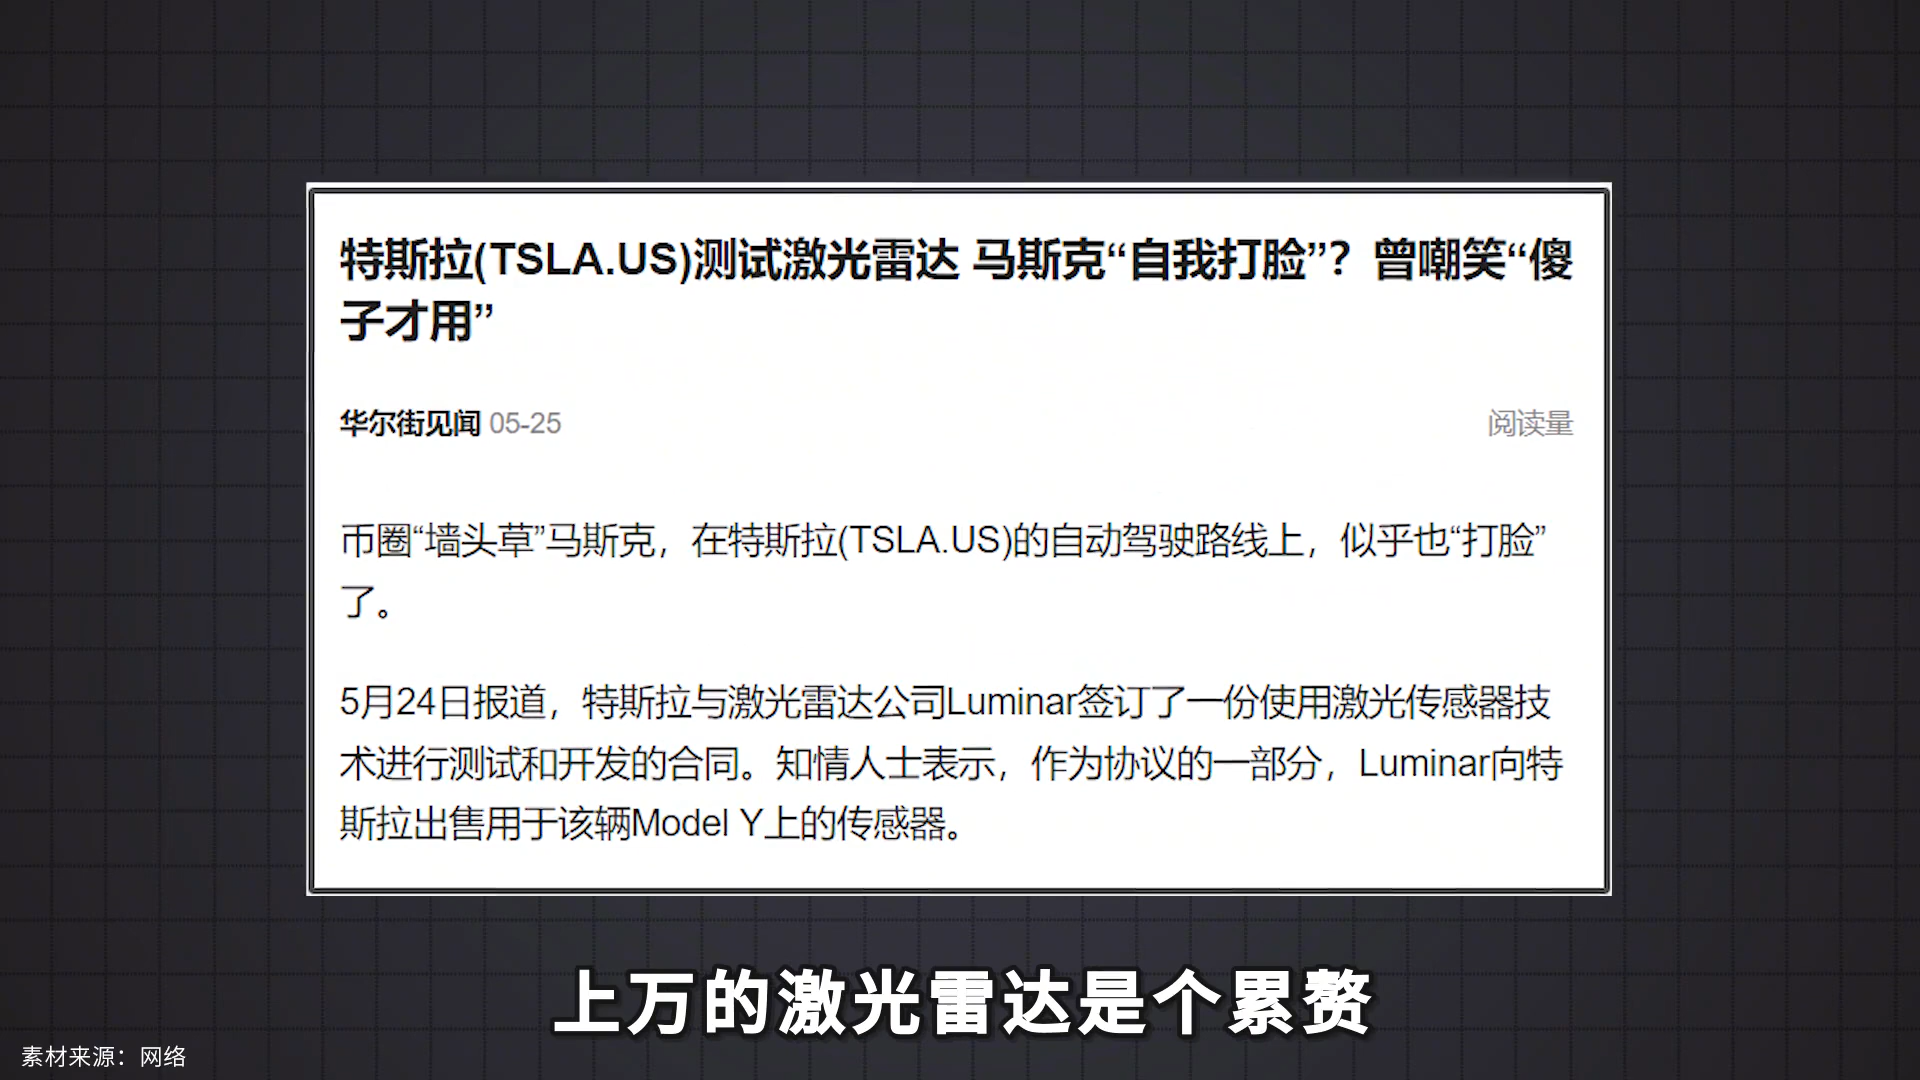 特斯拉(TSLA.US)测试激光雷达 马斯克“自我打脸”？曾嘲笑“傻
子才用”
华尔街见闻 05-25
阅读量
币圈“墙头草”马斯克，在特斯拉(TSLA.US)的自动驾驶路线上，似乎也“打脸”
了。
5月24日报道，特斯拉与激光雷达公司Luminar签订了一份使用激光传感器技
术进行测试和开发的合同。知情人士表示，作为协议的一部分，Luminar向特
斯拉出售用于该辆Model Y上的传感器。
上万的激光雷达是个累赘
素材来源：网络